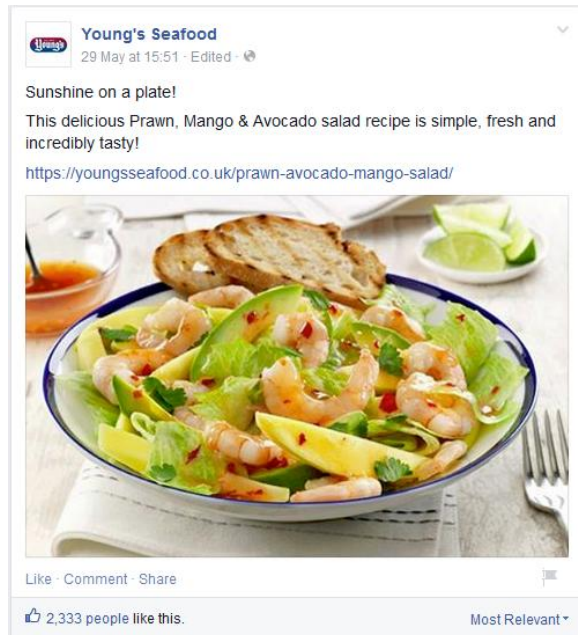 Young's
Young's Seafood
29 May at 15:51 · Edited ·
Sunshine on a plate!
This delicious Prawn, Mango & Avocado salad recipe is simple, fresh and
incredibly tasty!
https://youngsseafood.co.uk/prawn-avocado-mango-salad/
Like · Comment · Share
2,333 people like this.
Most Relevant